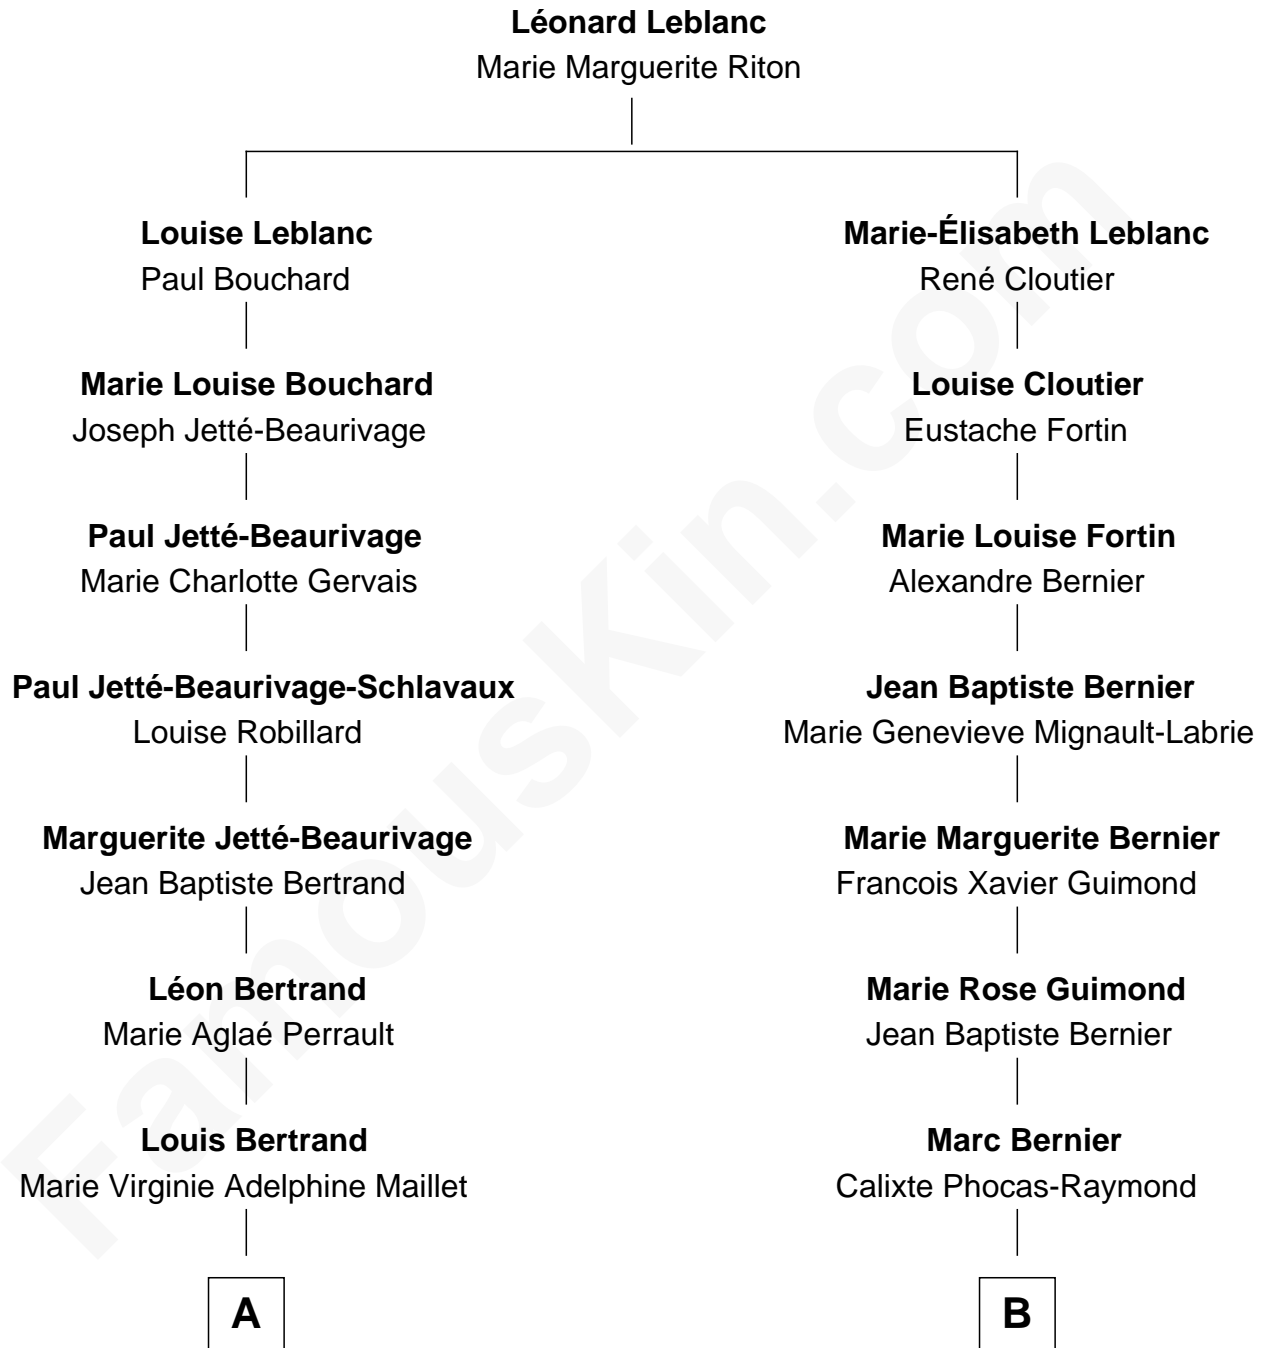 Léonard Leblanc
Marie Marguerite Riton
Louise Leblanc
Paul Bouchard
Marie-Élisabeth Leblanc
René Cloutier
Marie Louise Bouchard
Joseph Jetté-Beaurivage
Louise Cloutier
Eustache Fortin
Paul Jetté-Beaurivage
Marie Charlotte Gervais
Marie Louise Fortin
Alexandre Bernier
Paul Jetté-Beaurivage-Schlavaux
Louise Robillard
Jean Baptiste Bernier
Marie Genevieve Mignault-Labrie
Marguerite Jetté-Beaurivage
Jean Baptiste Bertrand
Marie Marguerite Bernier
Francois Xavier Guimond
Léon Bertrand
Marie Aglaé Perrault
Marie Rose Guimond
Jean Baptiste Bernier
Louis Bertrand
Marie Virginie Adelphine Maillet
Marc Bernier
Calixte Phocas-Raymond
A
B
FamousKin.com